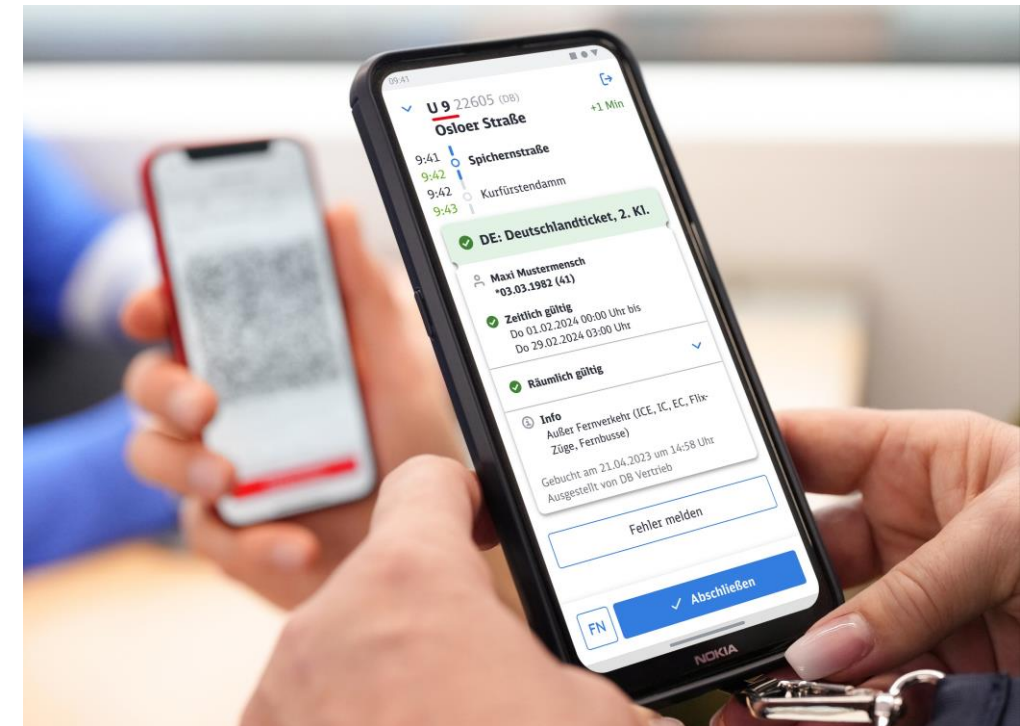 09:41
U 9 22605 (DB)
Osloer Straße +1 Min
9:41 Spichernstraße
9:42
9:42 Kurfürstendamm
9:43
DE: Deutschlandticket, 2. Kl.
Maxi Mustermensch
*03.03.1982 (41)
Zeitlich gültig
Do 01.02.2024 00:00 Uhr bis
Do 29.02.2024 03:00 Uhr
Räumlich gültig
Info
Außer Fernverkehr (ICE, IC, EC, Flix-
Züge, Fernbusse)
Gebucht am 21.04.2023 um 14:58 Uhr
Ausgestellt von DB Vertrieb
Fehler melden
FN Abschließen
NOKIA